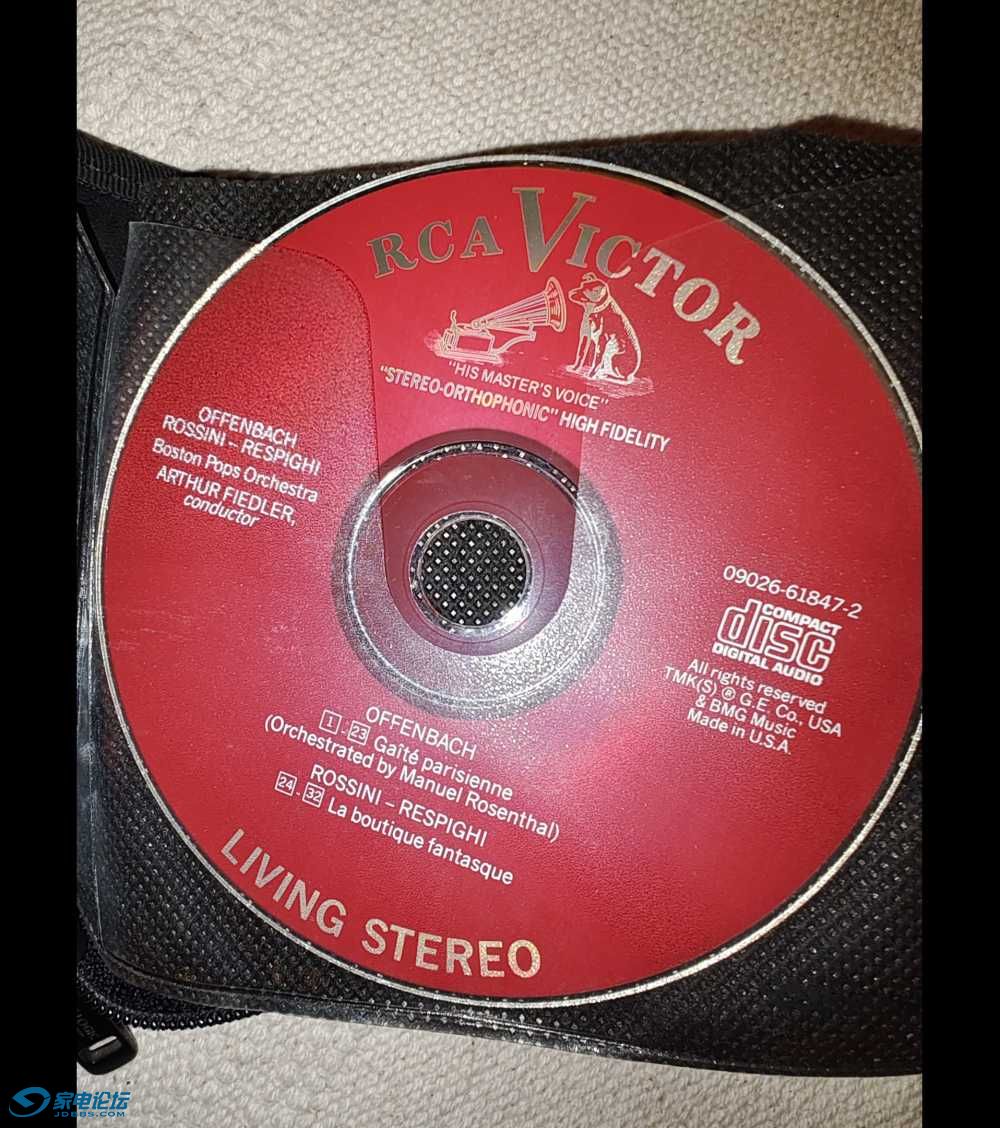 RCA VICTOR
"HIS MASTER'S VOICE"
"STEREO-ORTHOPHONIC" HIGH FIDELITY
OFFENBACH
ROSSINI – RESPIGHI
Boston Pops Orchestra
ARTHUR FIEDLER,
conductor
09026-61847-2
COMPACT
disc
DIGITAL AUDIO
All rights reserved
TMK(S) ® G.E. Co., USA
& BMG Music
Made in U.S.A.
OFFENBACH
1 - 23 Gaîté parisienne
(Orchestrated by Manuel Rosenthal)
ROSSINI – RESPIGHI
24 - 32 La boutique fantasque
LIVING STEREO
家电论坛
JDBBS.COM